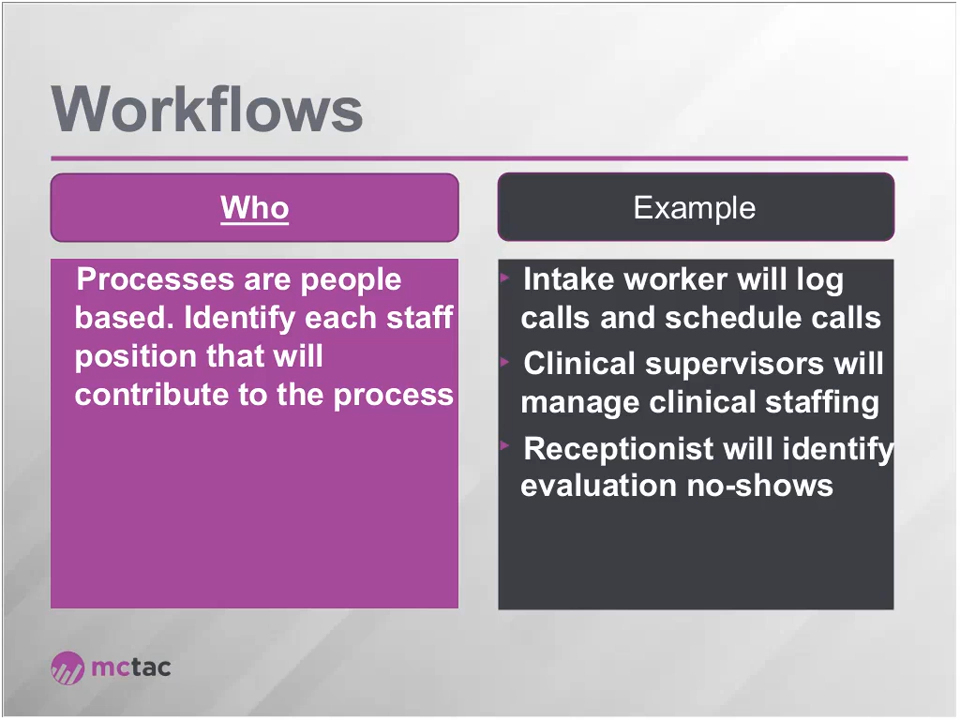 Workflows
Who
Processes are people
based. Identify each staff
position that will
contribute to the process
Example
Intake worker will log
calls and schedule calls
Clinical supervisors will
manage clinical staffing
Receptionist will identify
evaluation no-shows
mctac